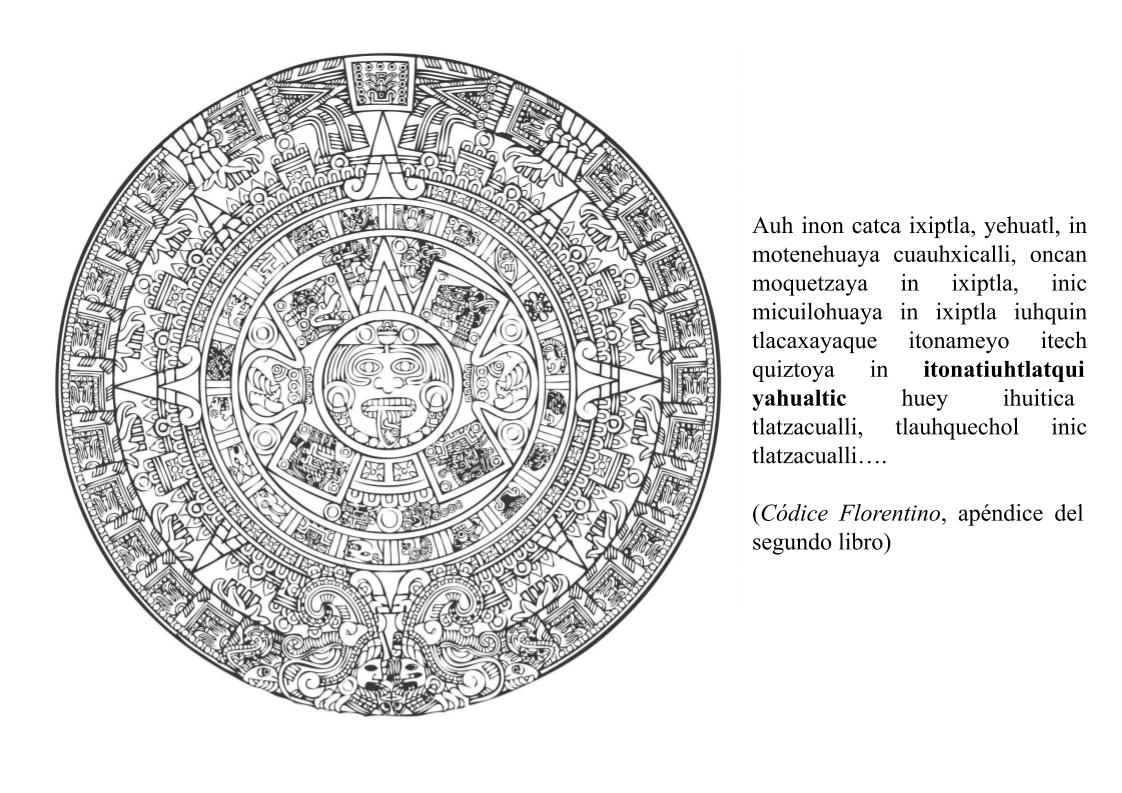 Auh inon catca ixiptla, yehuatl, in
motenehuaya cuauhxicalli, oncan
moquetzaya in ixiptla, inic
micuilohuaya in ixiptla iuhquin
tlacaxayaque itonameyo itech
quiztoya in itonatiuhtlatqui
yahualtic huey ihuitica
tlatzacualli, tlauhquechol inic
tlatzacualli….
(Códice Florentino, apéndice del
segundo libro)